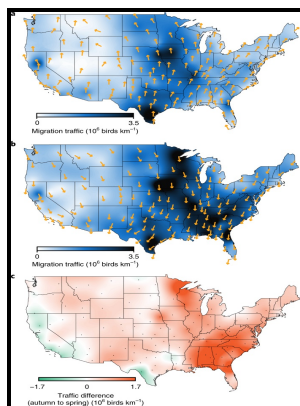 a
0
3.5
Migration traffic (10⁶ birds km⁻¹)
b
0
3.5
Migration traffic (10⁶ birds km⁻¹)
c
−1.7
0
1.7
Traffic difference
(autumn to spring) (10⁶ birds km⁻¹)